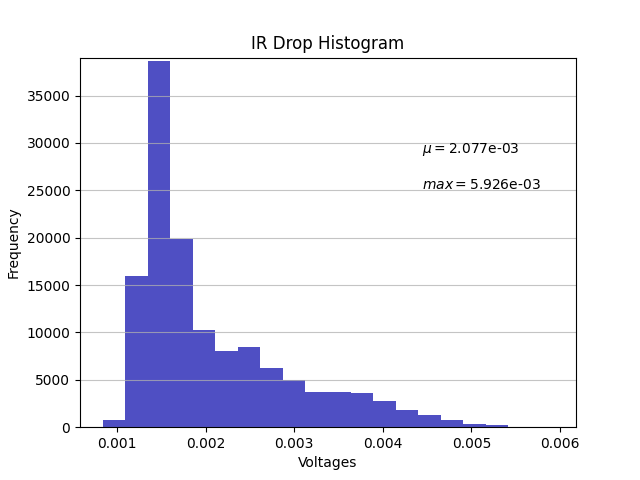 IR Drop Histogram
35000
30000
25000
20000
15000
10000
5000
0
Frequency
μ = 2.077e-03
max = 5.926e-03
0.001 0.002 0.003 0.004 0.005 0.006
Voltages